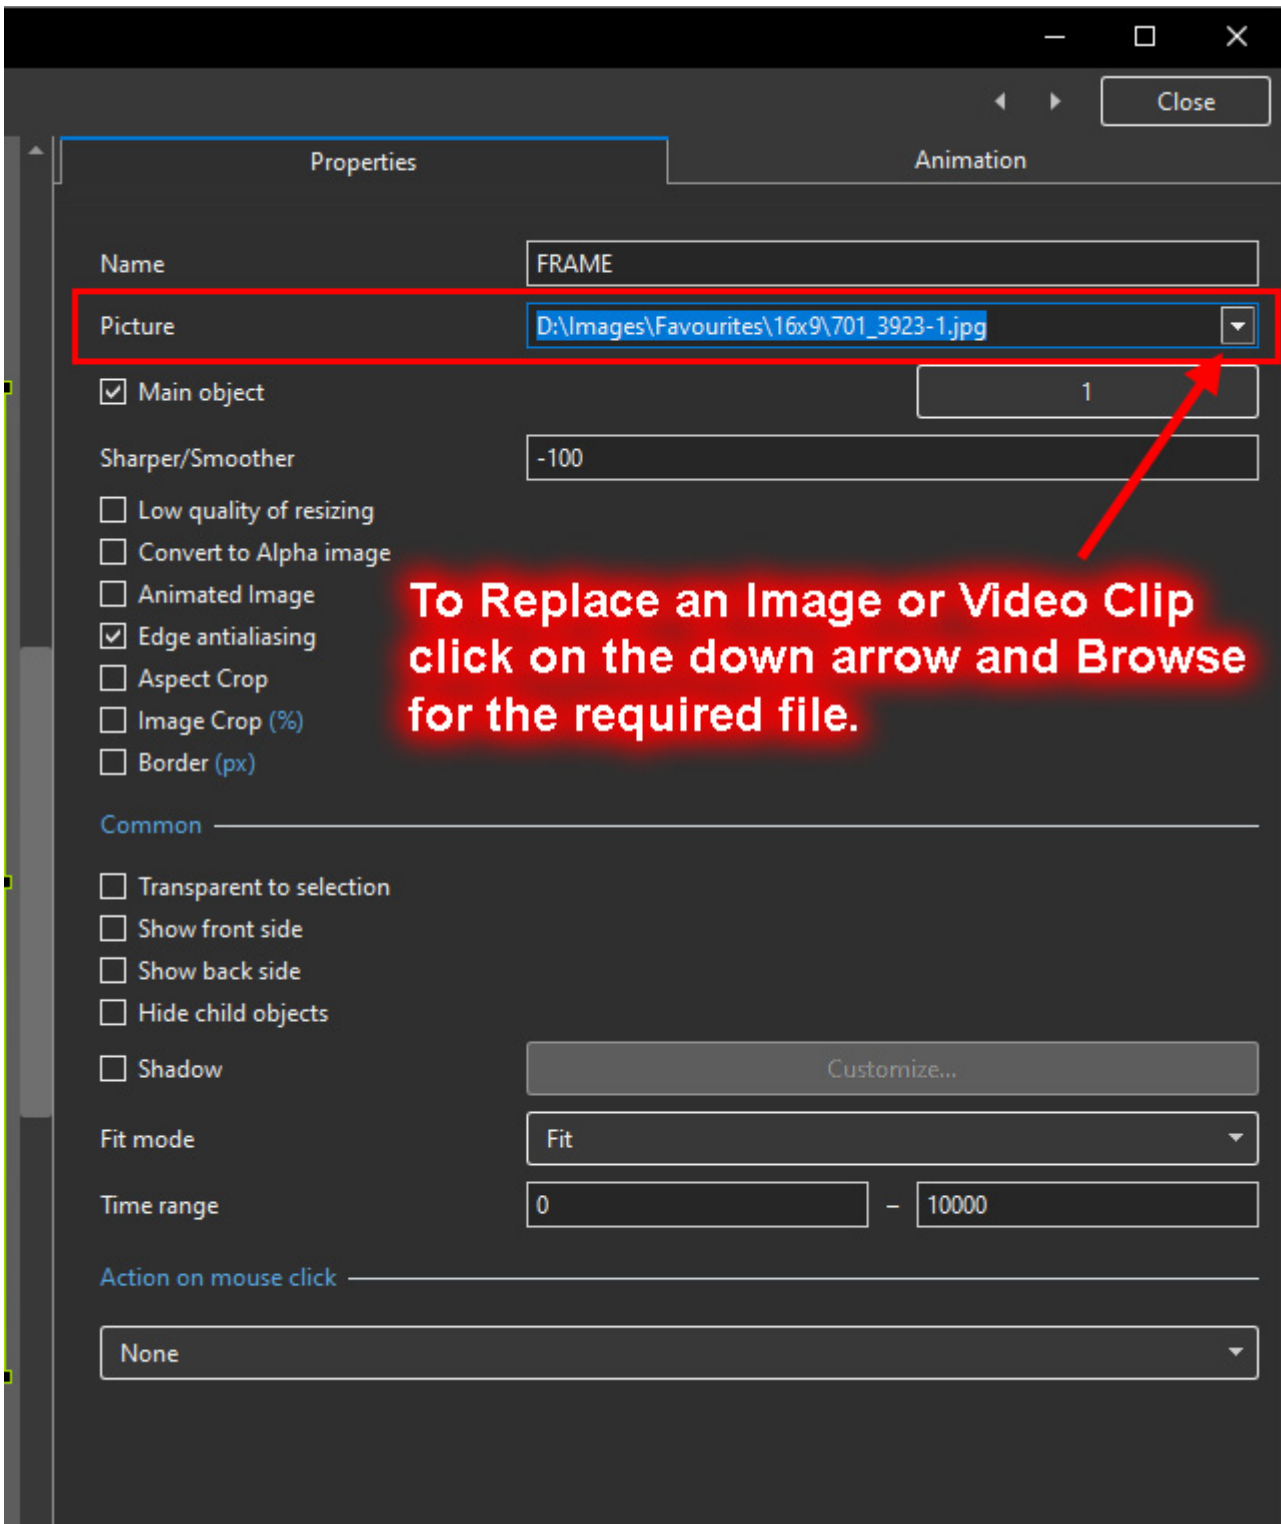 Close
Properties
Animation
Name
FRAME
Picture
D:\Images\Favourites\16x9\701_3923-1.jpg
Main object
1
Sharper/Smoother
-100
Low quality of resizing
Convert to Alpha image
Animated Image
Edge antialiasing
Aspect Crop
Image Crop (%)
Border (px)
To Replace an Image or Video Clip
click on the down arrow and Browse
for the required file.
Common
Transparent to selection
Show front side
Show back side
Hide child objects
Shadow
Customize...
Fit mode
Fit
Time range
0 – 10000
Action on mouse click
None